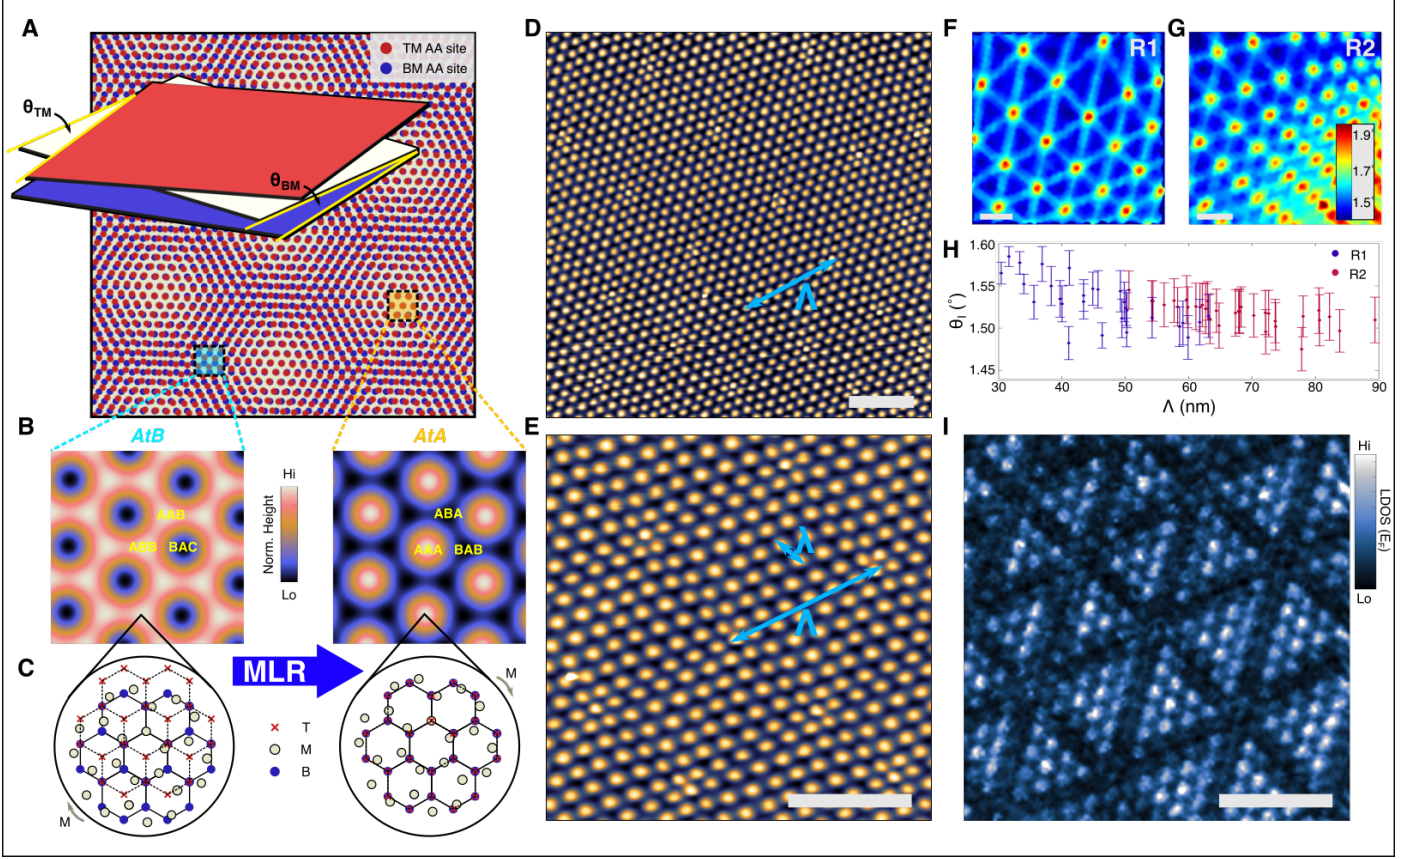 A
TM AA site
BM AA site
θTM
θBM
B
AtB
AtA
AAB
ABB BAC
Hi
Norm. Height
Lo
ABA
AAA BAB
C
MLR
M
T
M
B
M
D
Λ
E
λ
Λ
F
R1
G
R2
1.9
1.7
1.5
H
R1
R2
1.60
1.55
1.50
1.45
θI (°)
30 40 50 60 70 80 90
Λ (nm)
I
Hi
LDOS (EF)
Lo